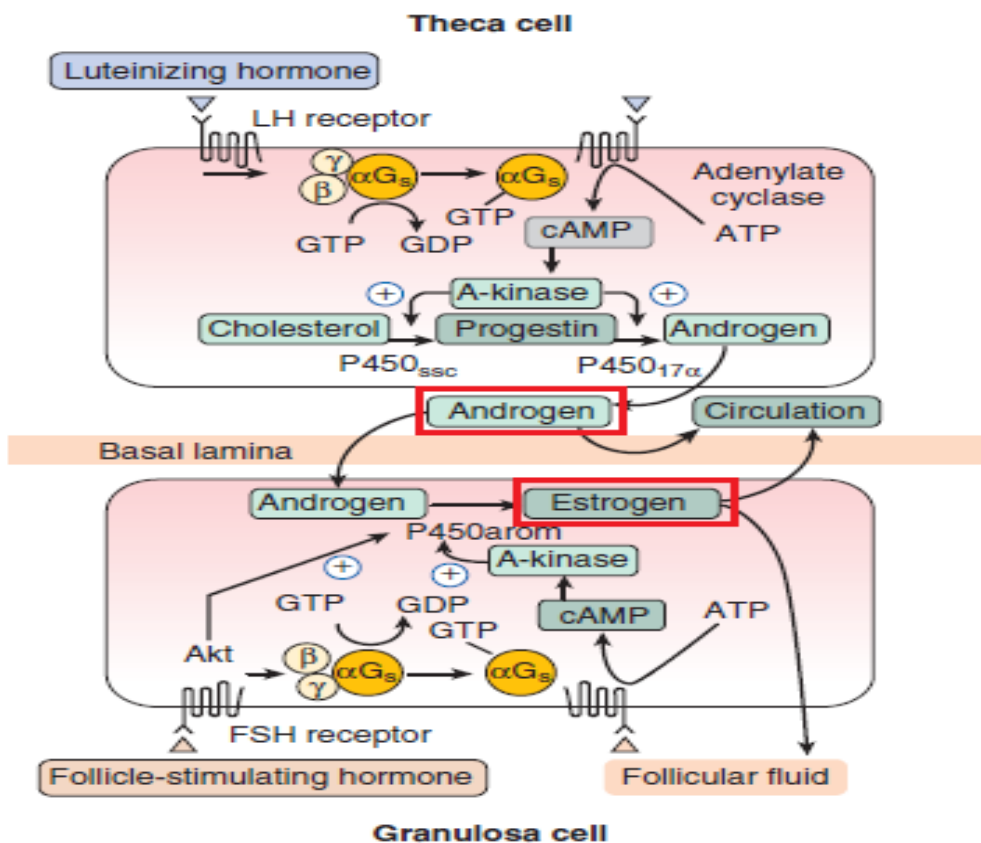 Theca cell
Luteinizing hormone
LH receptor
γ
β
αGs
αGs
Adenylate
cyclase
GTP
GTP
GDP
cAMP
ATP
+
A-kinase
+
Cholesterol
Progestin
Androgen
P450ssc
P45017α
Androgen
Circulation
Basal lamina
Androgen
Estrogen
P450arom
+
+
A-kinase
GTP
GDP
GTP
cAMP
ATP
Akt
β
γ
αGs
αGs
FSH receptor
Follicle-stimulating hormone
Follicular fluid
Granulosa cell